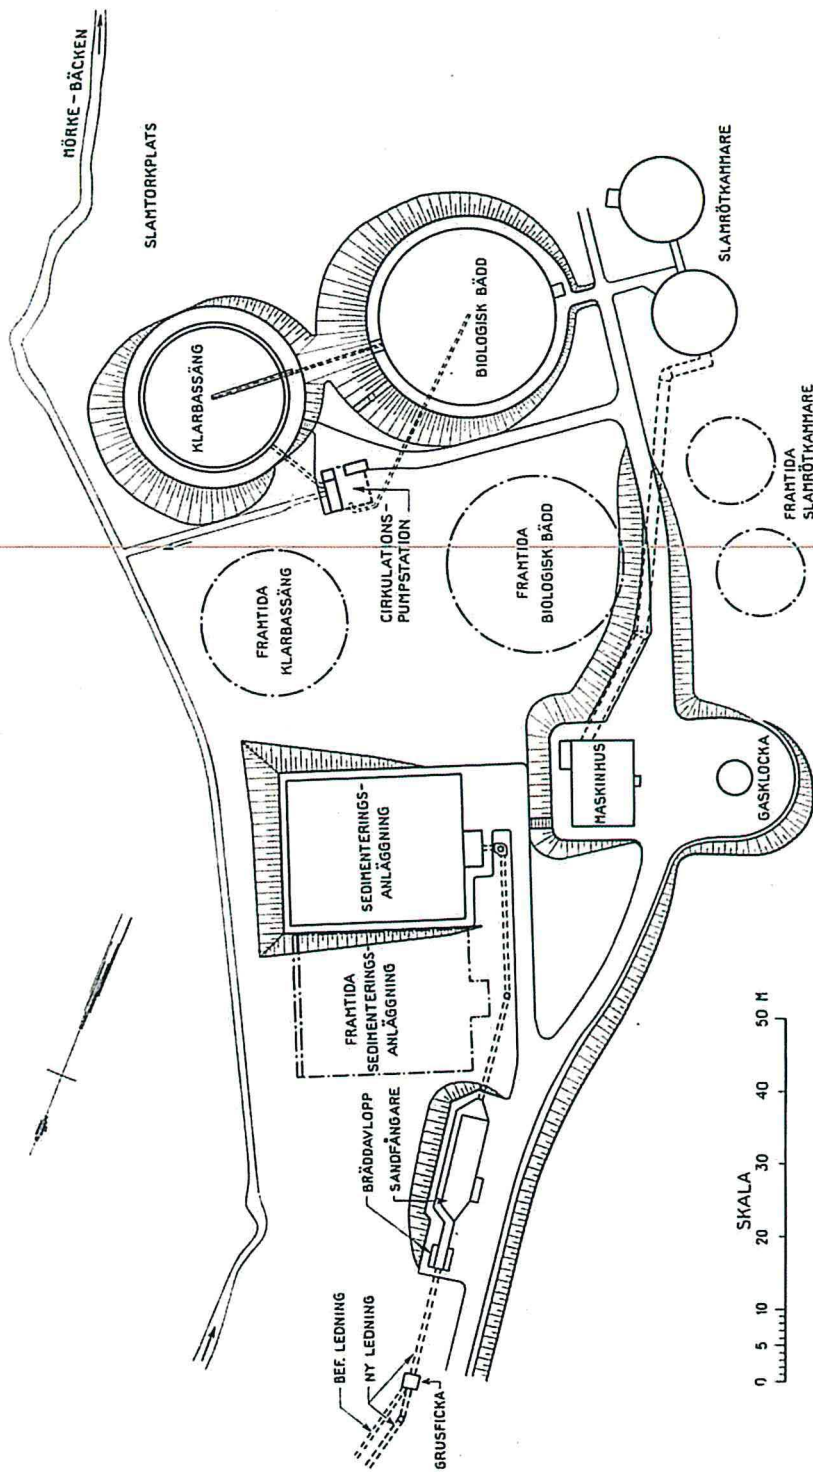 MÖRKE-BÄCKEN
SLAMTORKPLATS
KLARBASSÄNG
BIOLOGISK BÄDD
SLAMRÖTKAMMARE
CIRKULATIONS-
PUMPSTATION
FRAMTIDA
KLARBASSÄNG
FRAMTIDA
BIOLOGISK BÄDD
FRAMTIDA
SLAMRÖTKAMMARE
SEDIMENTERINGS-
ANLÄGGNING
MASKINHUS
GASKLOCKA
FRAMTIDA
SEDIMENTERINGS-
ANLÄGGNING
BRÄDDAVLOPP
SANDFÅNGARE
BEF. LEDNING
NY LEDNING
GRUSFICKA
SKALA
0 5 10 20 30 40 50 M